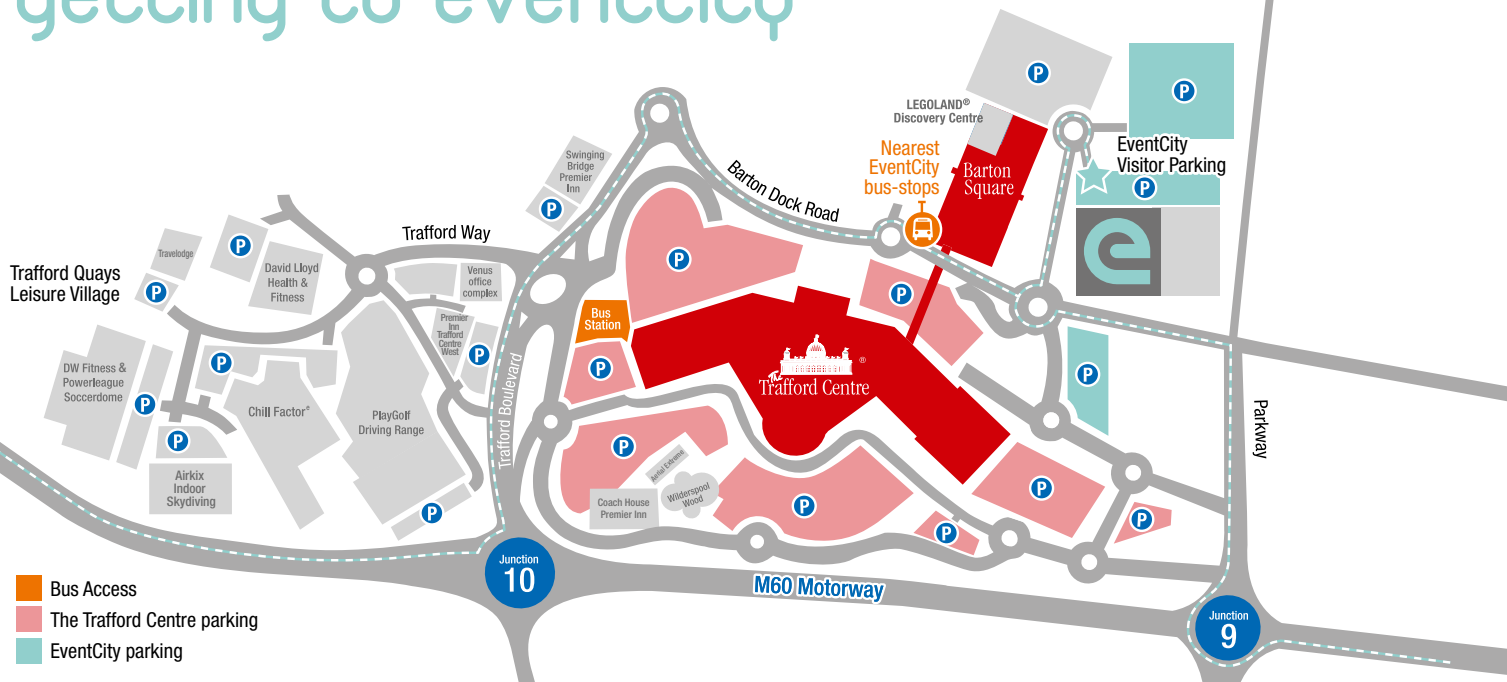 getting to eventcity
P
P
LEGOLAND®
Discovery Centre
Nearest
EventCity
bus-stops
Barton
Square
EventCity
Visitor Parking
P
e
Swinging
Bridge
Premier
Inn
P
Barton Dock Road
Trafford Way
Travelodge
P
David Lloyd
Health &
Fitness
Trafford Quays
Leisure Village
P
Venus
office
complex
P
P
Bus
Station
Premier
Inn
Trafford
Centre
West
P
Trafford Boulevard
P
The
Trafford Centre
®
P
DW Fitness &
Powerleague
Soccerdome
P
P
Chill Factorᵉ
PlayGolf
Driving Range
P
Airkix
Indoor
Skydiving
P
P
Aerial Extreme
Wilderspool
Wood
Coach House
Premier Inn
P
P
P
P
Parkway
Junction
10
M60 Motorway
Junction
9
Bus Access
The Trafford Centre parking
EventCity parking